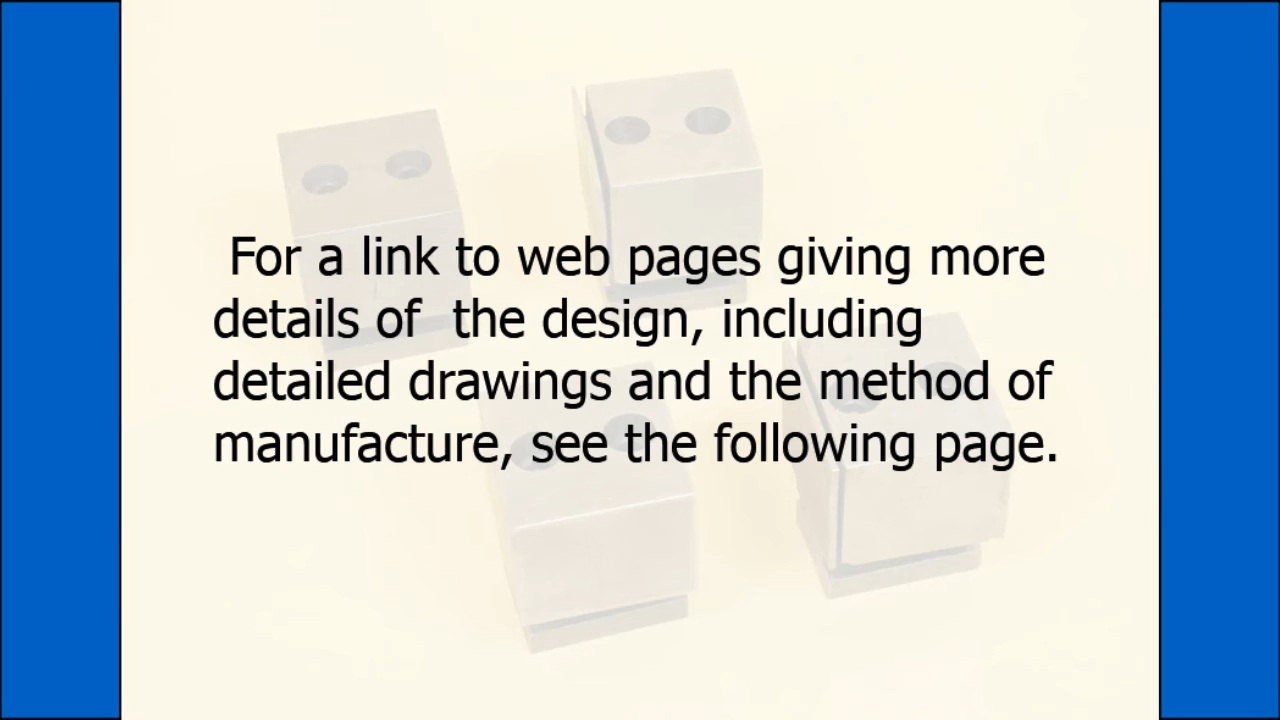 For a link to web pages giving more
details of  the design, including
detailed drawings and the method of
manufacture, see the following page.